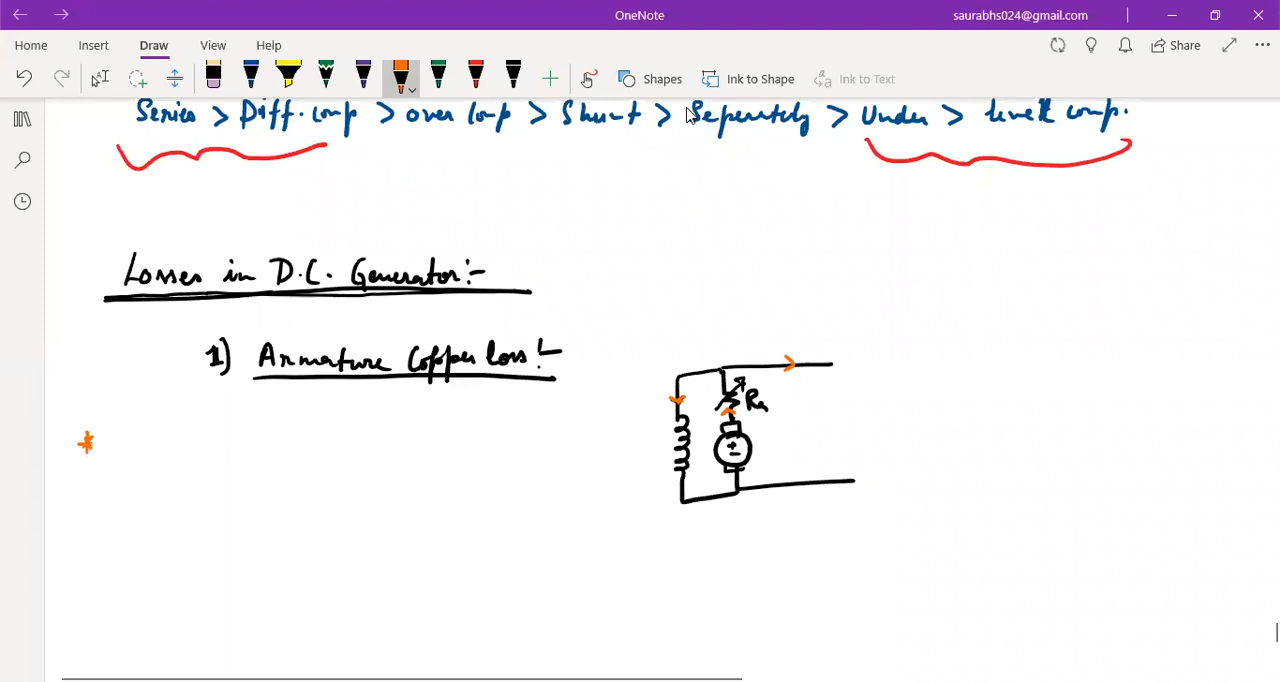 OneNote
saurabhs024@gmail.com
Home Insert Draw View Help
Share
Shapes
Ink to Shape
Ink to Text
Series > Diff. comp > over comp > Shunt > Seperately > Under > level comp.
Losses in D.C. Generator:-
1) Armature Copper loss:-
Ra